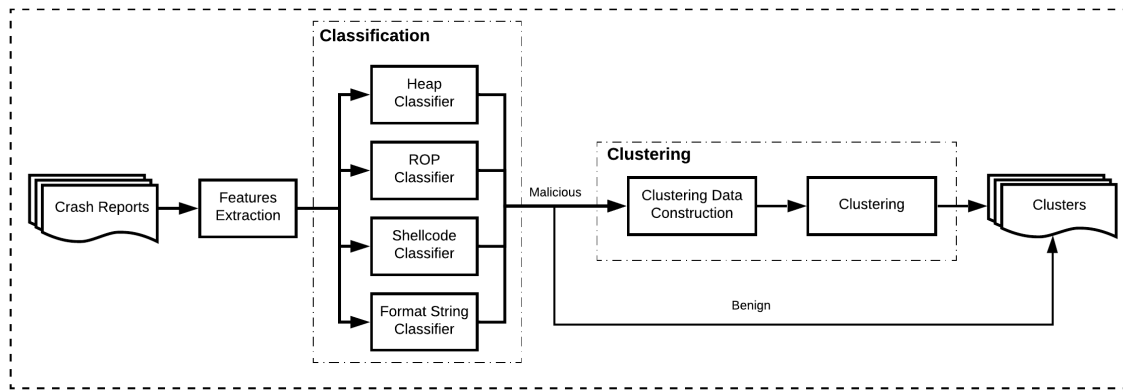 Classification
Heap
Classifier
ROP
Classifier
Shellcode
Classifier
Format String
Classifier
Crash Reports
Features
Extraction
Malicious
Benign
Clustering
Clustering Data
Construction
Clustering
Clusters